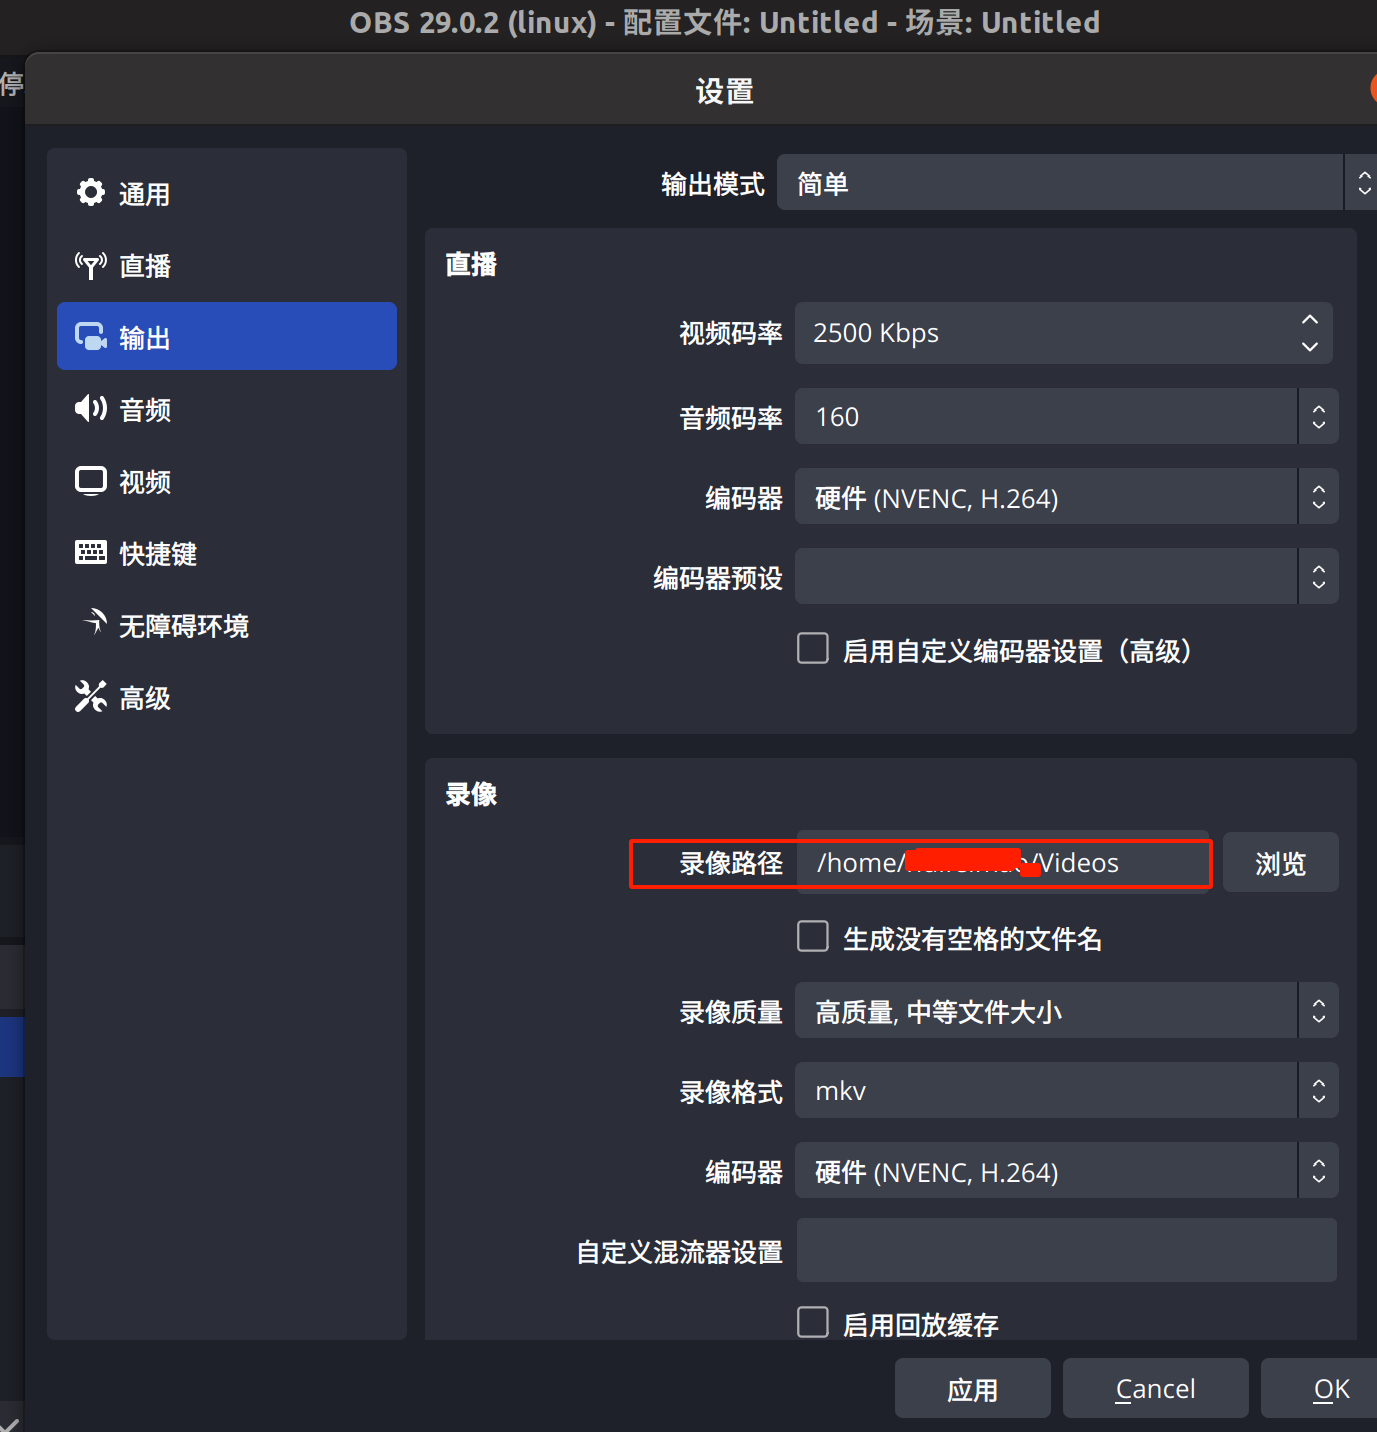 OBS 29.0.2 (linux) - 配置文件: Untitled - 场景: Untitled
停
设置
通用
直播
输出
音频
视频
快捷键
无障碍环境
高级
输出模式 简单
直播
视频码率 2500 Kbps
音频码率 160
编码器 硬件 (NVENC, H.264)
编码器预设
启用自定义编码器设置（高级）
录像
录像路径 /home/ /Videos 浏览
生成没有空格的文件名
录像质量 高质量, 中等文件大小
录像格式 mkv
编码器 硬件 (NVENC, H.264)
自定义混流器设置
启用回放缓存
应用 Cancel OK